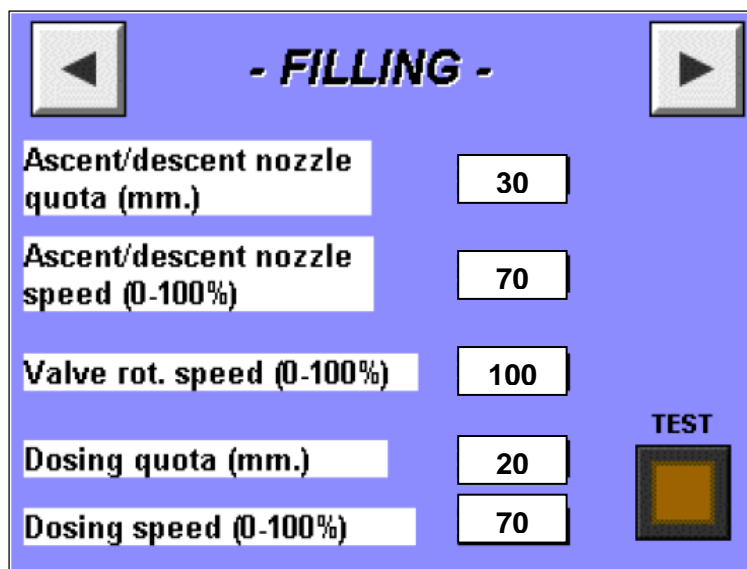 - FILLING -
Ascent/descent nozzle
quota (mm.)
30
Ascent/descent nozzle
speed (0-100%)
70
Valve rot. speed (0-100%)
100
TEST
Dosing quota (mm.)
20
Dosing speed (0-100%)
70